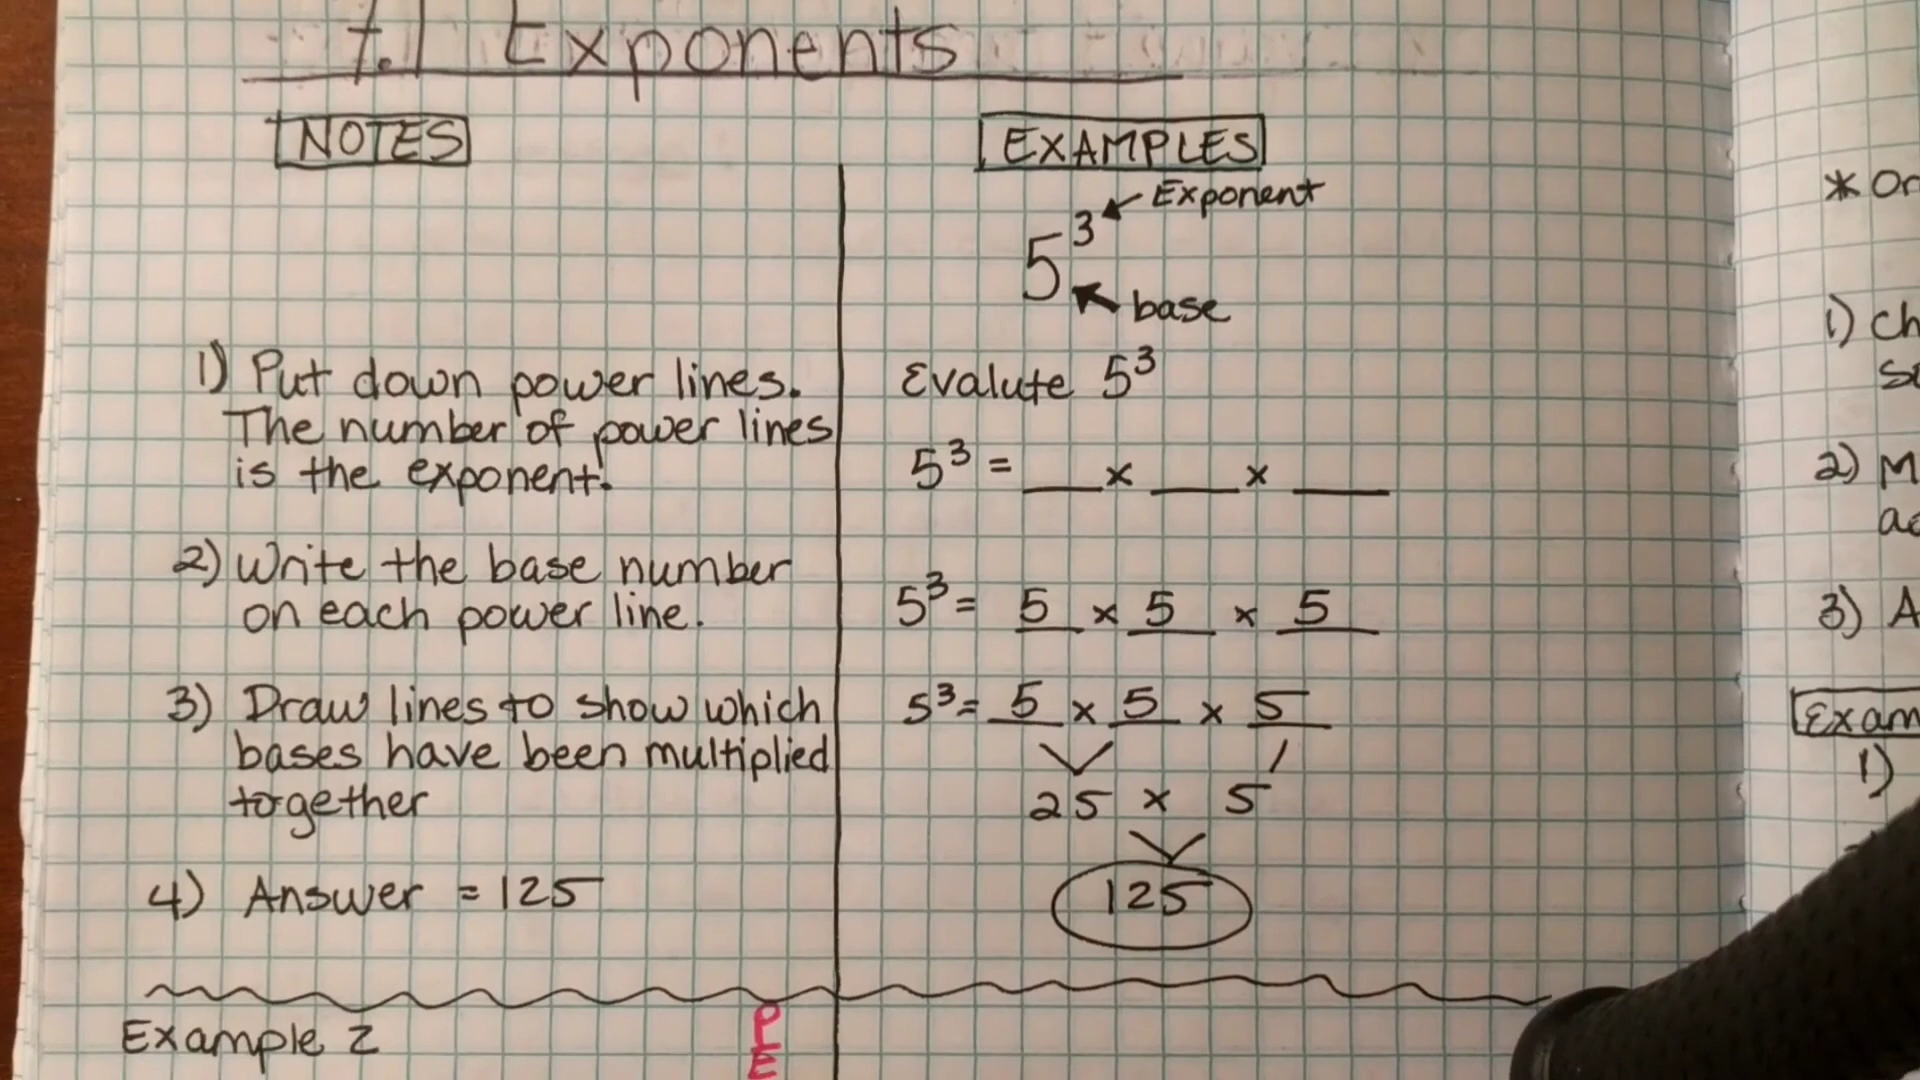 7.1 Exponents
NOTES
EXAMPLES
Exponent
5³
base
1) Put down power lines.
The number of power lines
is the exponent.
Evalute 5³
5³ = ___ x ___ x ___
2) Write the base number
on each power line.
5³ = 5 x 5 x 5
3) Draw lines to show which
bases have been multiplied
together
5³ = 5 x 5 x 5
25 x 5
4) Answer = 125
125
Example 2
P
E
* Or
1) Ch
2) M
3) A
Exam
1)